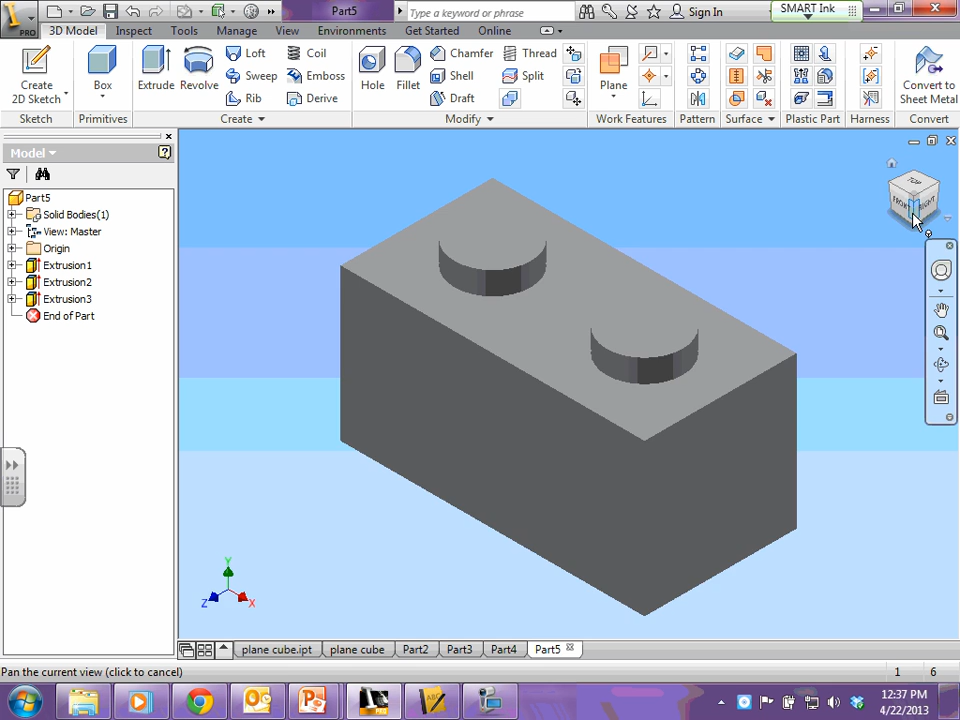 Part5
Type a keyword or phrase
Sign In
SMART Ink
PRO
3D Model
Inspect
Tools
Manage
View
Environments
Get Started
Online
Create
2D Sketch
Box
Extrude
Revolve
Loft
Sweep
Rib
Coil
Emboss
Derive
Hole
Fillet
Chamfer
Shell
Draft
Thread
Split
Plane
Convert to
Sheet Metal
Sketch
Primitives
Create
Modify
Work Features
Pattern
Surface
Plastic Part
Harness
Convert
Model
Part5
Solid Bodies(1)
View: Master
Origin
Extrusion1
Extrusion2
Extrusion3
End of Part
TOP
FRONT
RIGHT
Y
Z
X
plane cube.ipt
plane cube
Part2
Part3
Part4
Part5
Pan the current view (click to cancel)
1
6
ABC
12:37 PM
4/22/2013